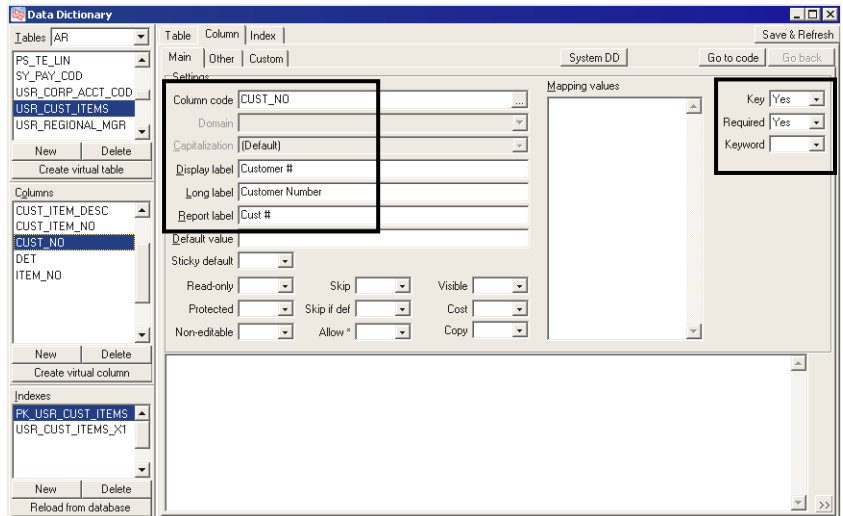 Data Dictionary
Tables AR
PS_TE_LIN
SY_PAY_COD
USR_CORP_ACCT_COD
USR_CUST_ITEMS
USR_REGIONAL_MGR
New Delete
Create virtual table
Columns
CUST_ITEM_DESC
CUST_ITEM_NO
CUST_NO
DET
ITEM_NO
New Delete
Create virtual column
Indexes
PK_USR_CUST_ITEMS
USR_CUST_ITEMS_X1
New Delete
Reload from database
Table Column Index
Save & Refresh
Main Other Custom
System DD
Go to code Go back
Settings
Column code CUST_NO ...
Domain
Capitalization (Default)
Display label Customer #
Long label Customer Number
Report label Cust #
Default value
Sticky default
Read-only Skip Visible
Protected Skip if def Cost
Non-editable Allow * Copy
Mapping values
Key Yes
Required Yes
Keyword
>>